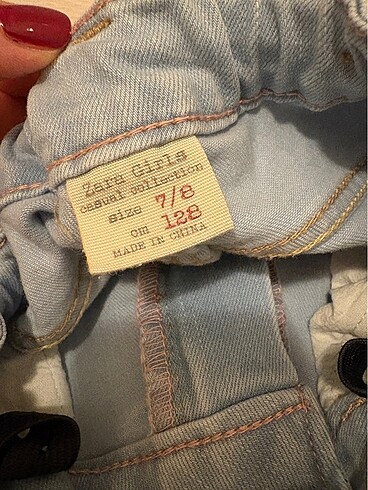 Zara Girls
casual collection
size 7/8
cm 128
MADE IN CHINA